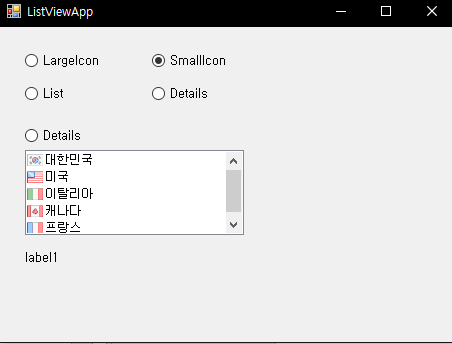 ListViewApp
LargeIcon SmallIcon
List Details
Details
대한민국
미국
이탈리아
캐나다
프랑스
label1